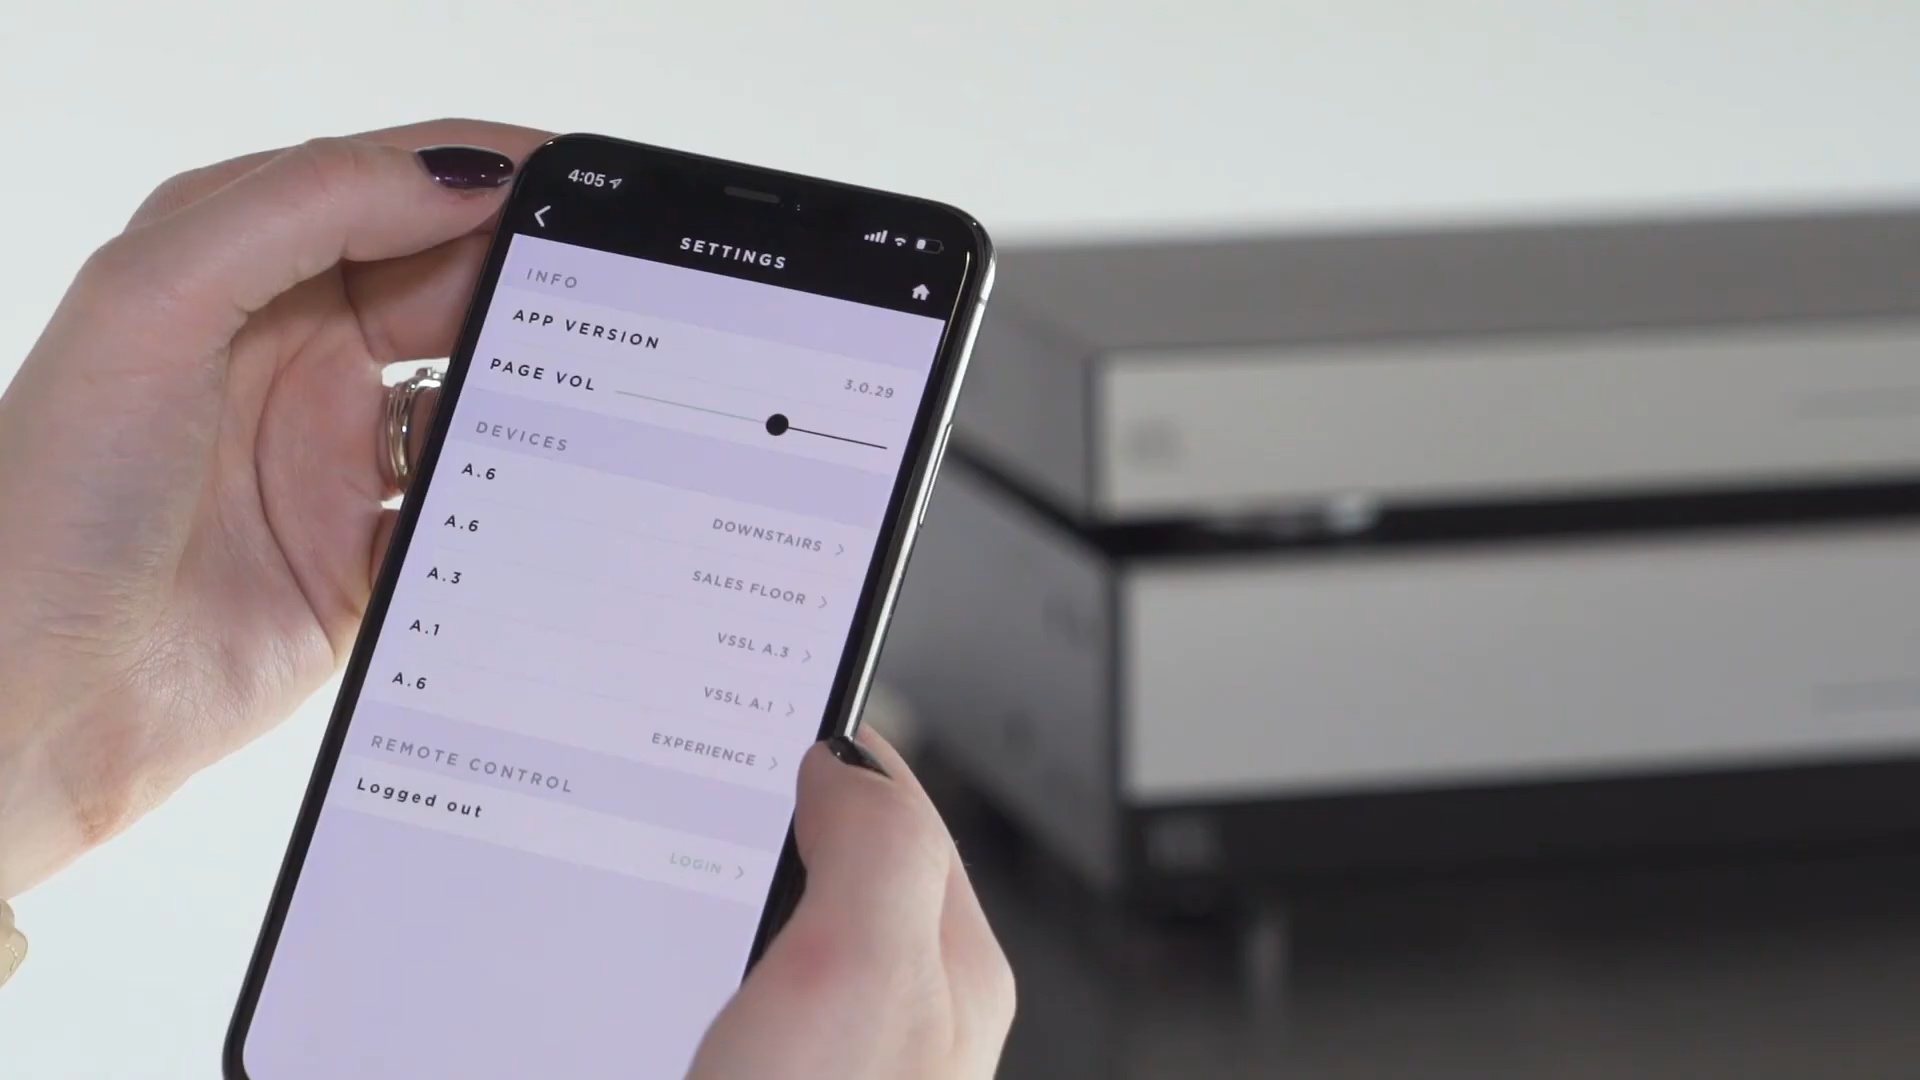 4:05
SETTINGS
INFO
APP VERSION 3.0.29
PAGE VOL
DEVICES
A.6 DOWNSTAIRS
A.6 SALES FLOOR
A.3 VSSL A.3
A.1 VSSL A.1
A.6 EXPERIENCE
REMOTE CONTROL
Logged out LOGIN